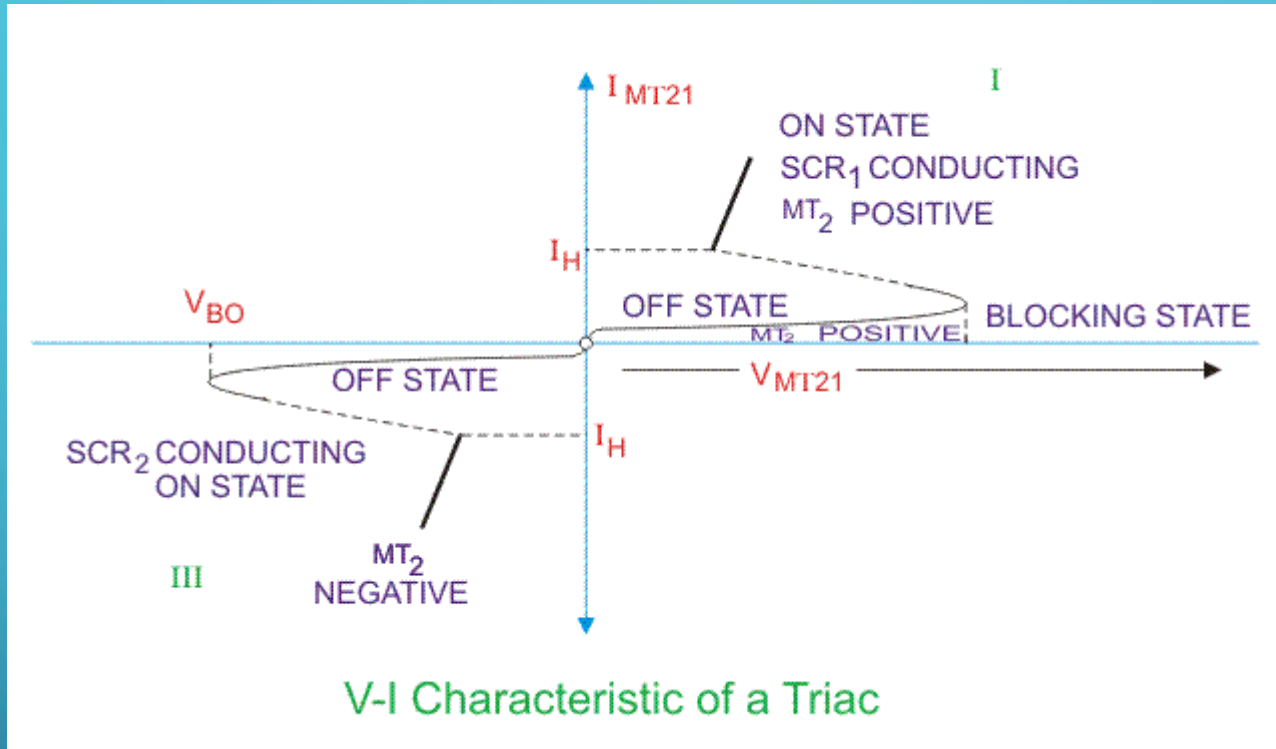 I MT21
I
ON STATE
SCR1 CONDUCTING
MT2 POSITIVE
IH
VBO
OFF STATE
MT2 POSITIVE
BLOCKING STATE
OFF STATE
VMT21
IH
SCR2 CONDUCTING
ON STATE
MT2
NEGATIVE
III
V-I Characteristic of a Triac